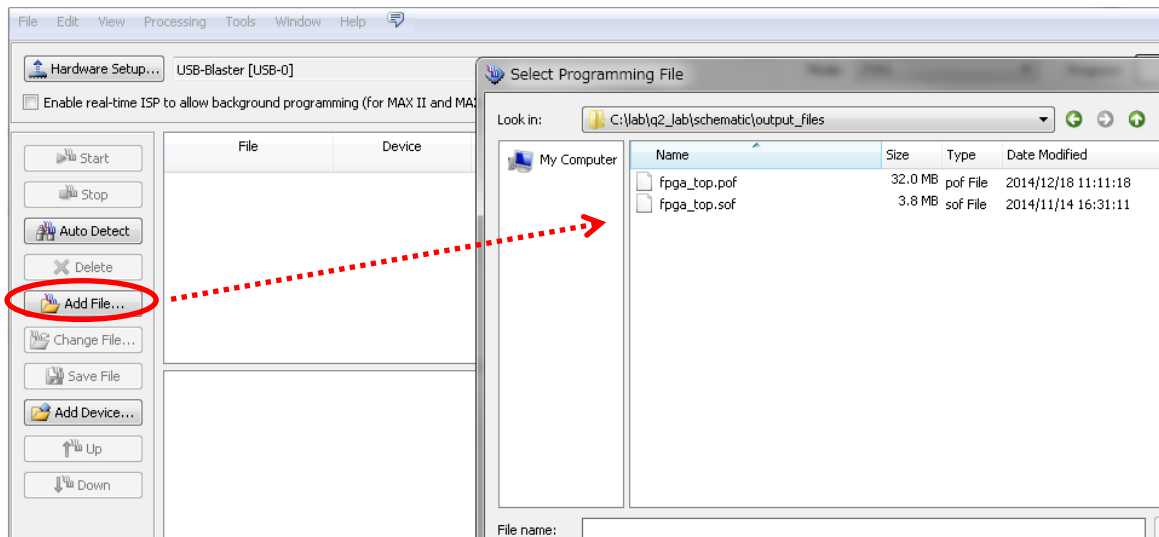 File Edit View Processing Tools Window Help
Hardware Setup... USB-Blaster [USB-0]
Enable real-time ISP to allow background programming (for MAX II and MA
Start
Stop
Auto Detect
Delete
Add File...
Change File...
Save File
Add Device...
Up
Down
File Device
Select Programming File
Mode: JTAG Progress:
Look in: C:\lab\q2_lab\schematic\output_files
My Computer
Name Size Type Date Modified
fpga_top.pof 32.0 MB pof File 2014/12/18 11:11:18
fpga_top.sof 3.8 MB sof File 2014/11/14 16:31:11
File name: